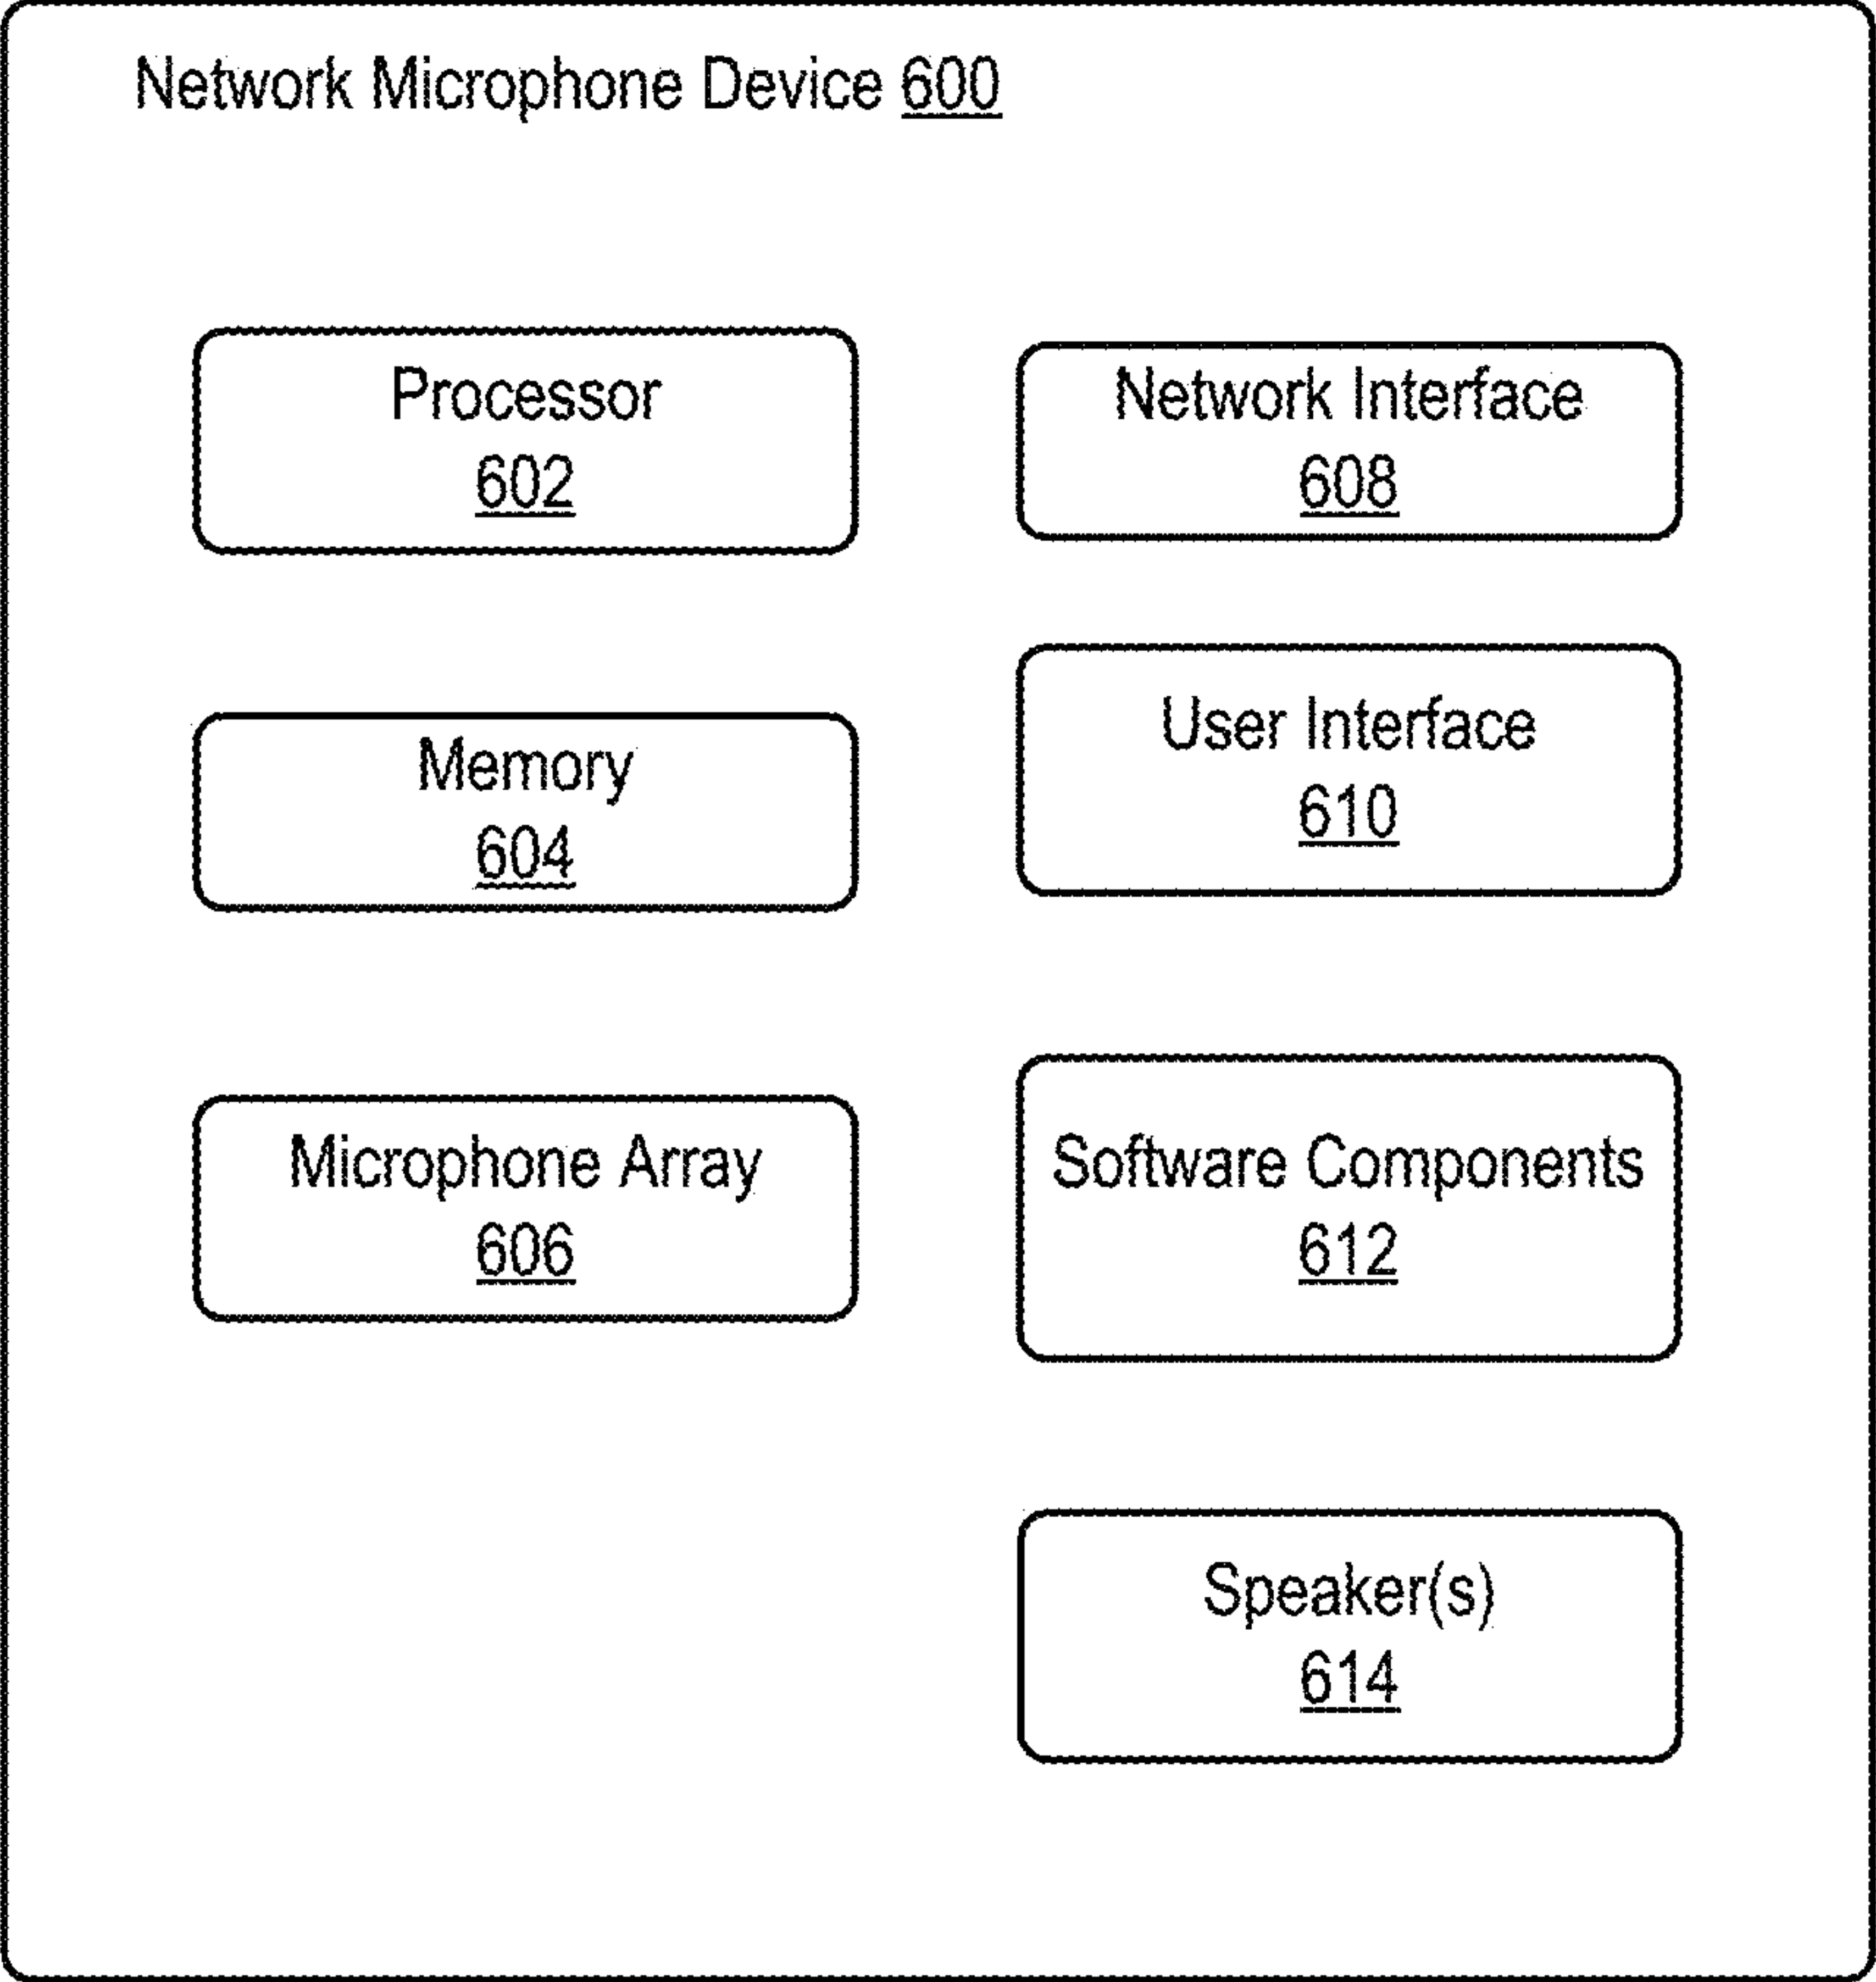 Network Microphone Device 600
Processor
602
Network Interface
608
Memory
604
User Interface
610
Microphone Array
606
Software Components
612
Speaker(s)
614